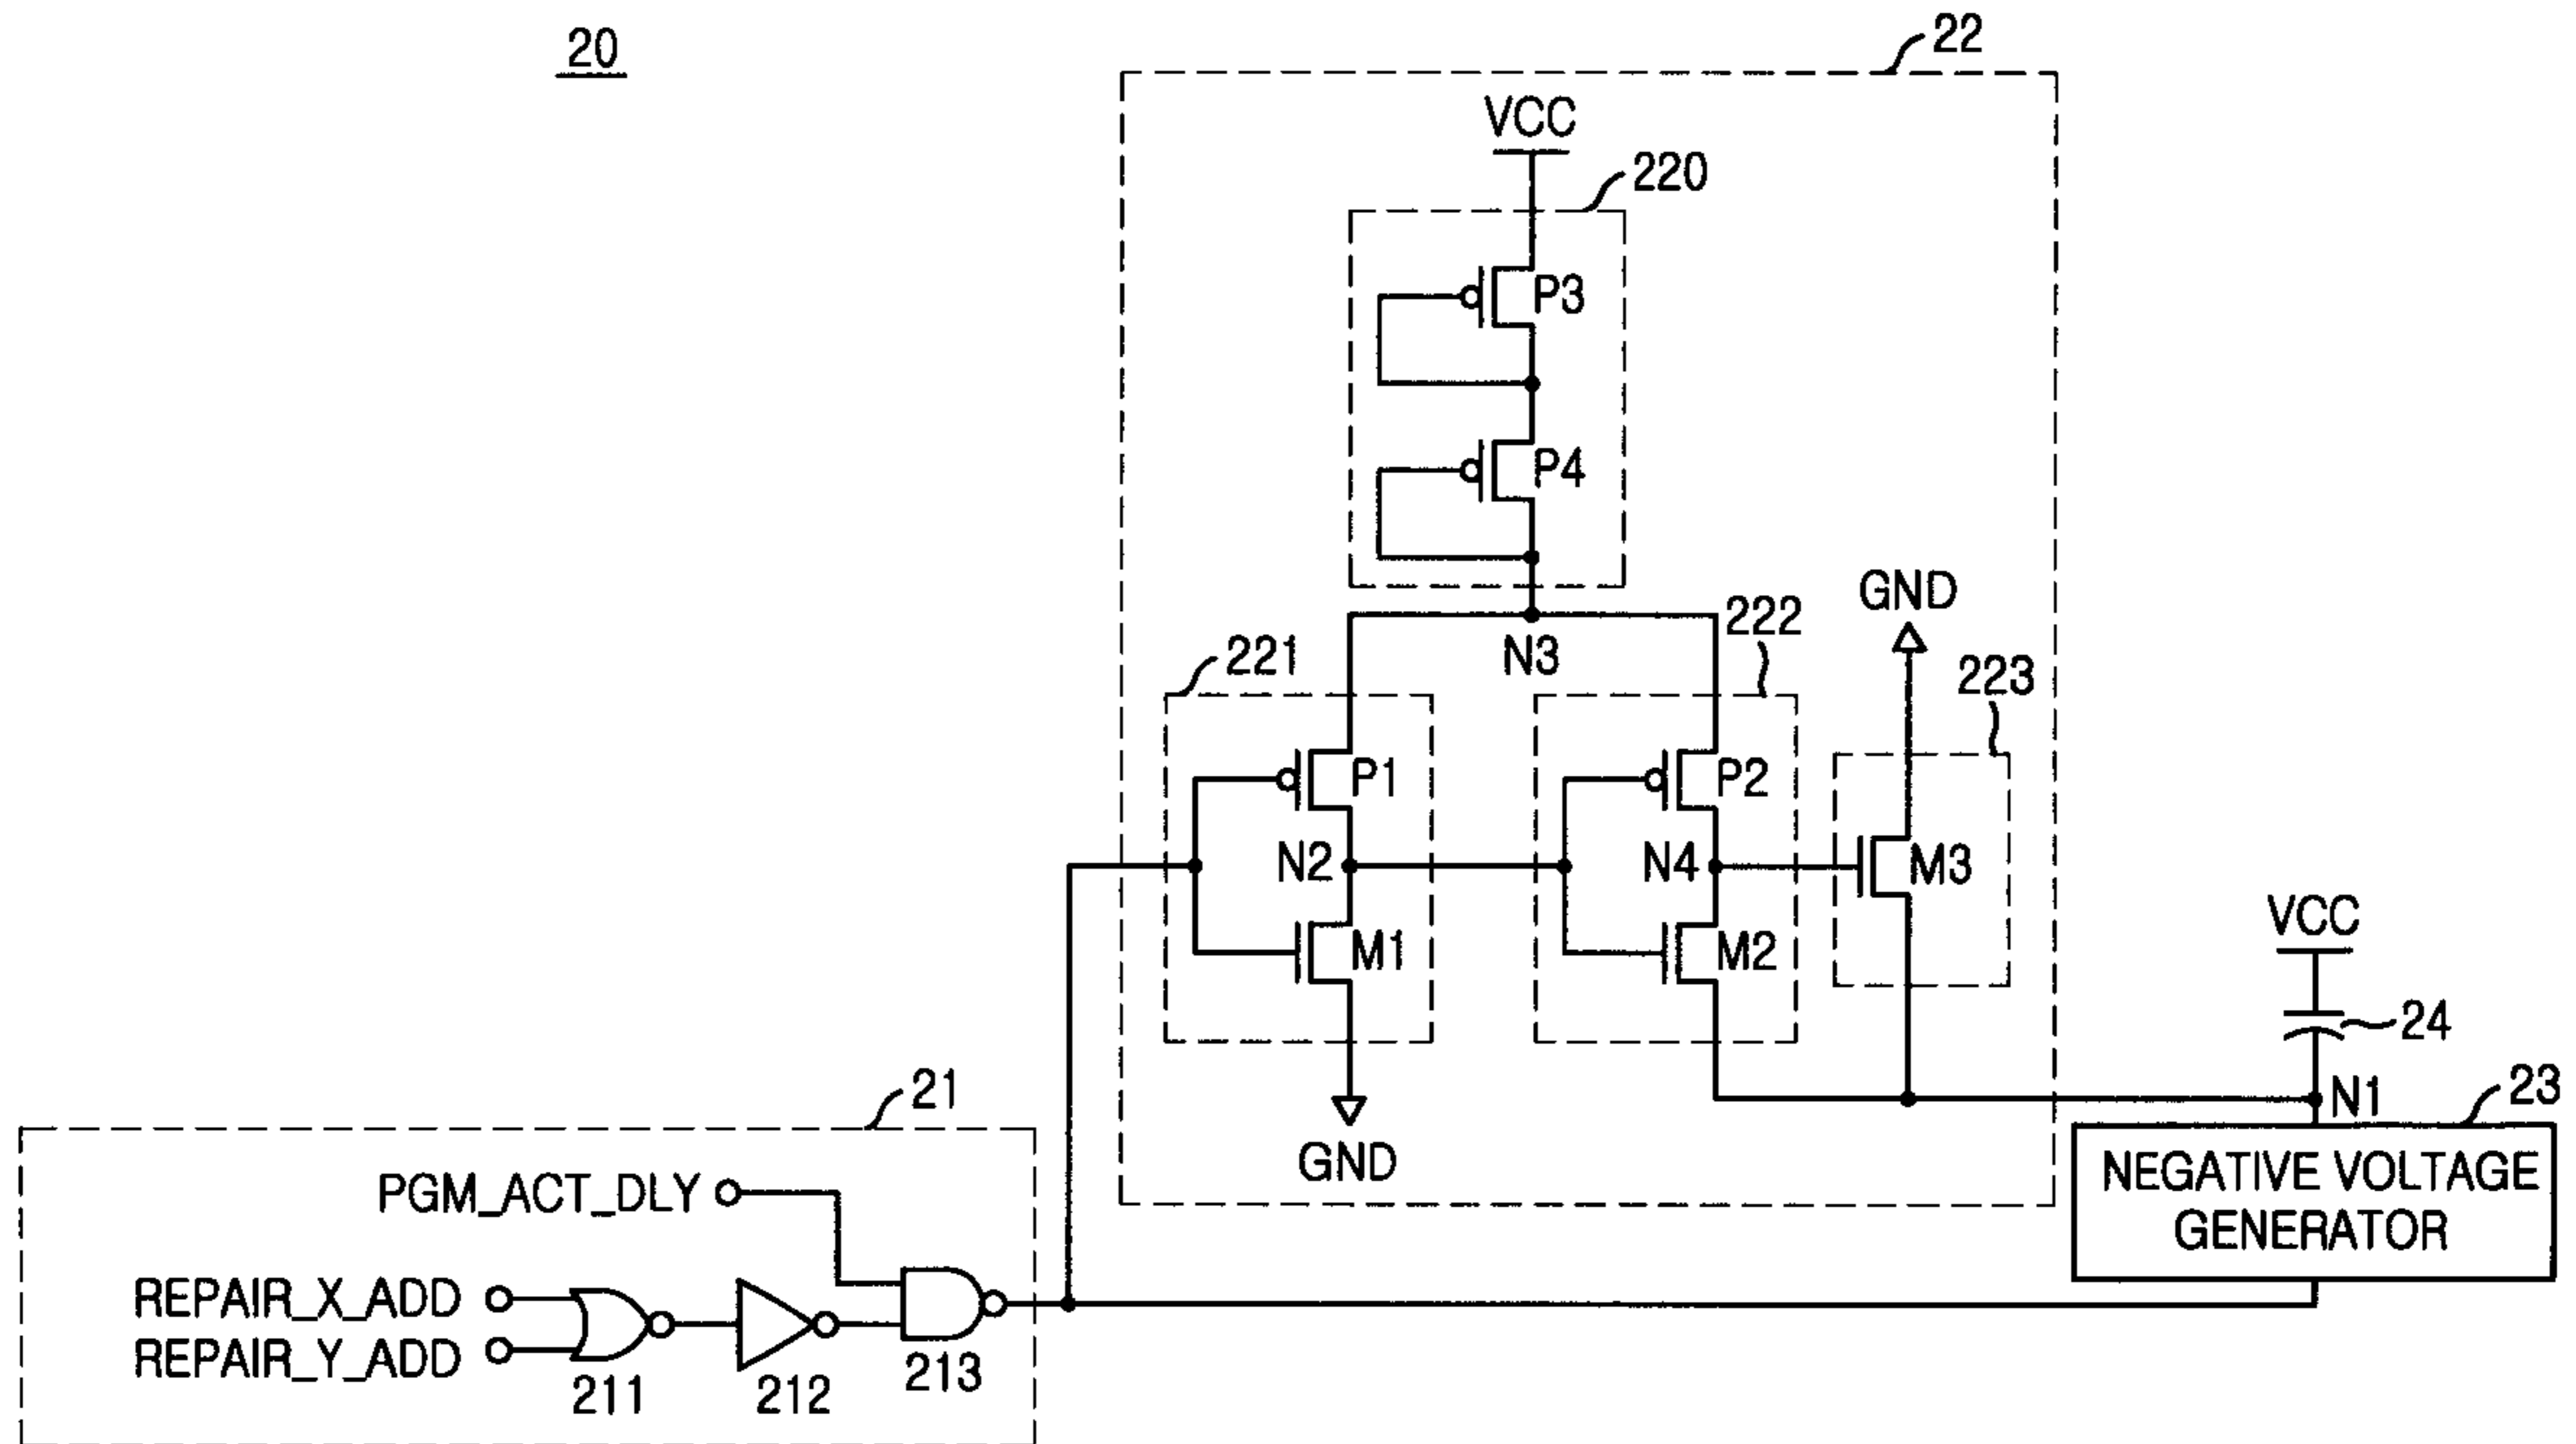 20
22
VCC
220
P3
P4
GND
222
N3
221
223
P1
P2
N2
N4
M3
M1
M2
VCC
24
21
N1
23
GND
NEGATIVE VOLTAGE
GENERATOR
PGM_ACT_DLY
REPAIR_X_ADD
REPAIR_Y_ADD
211
212
213